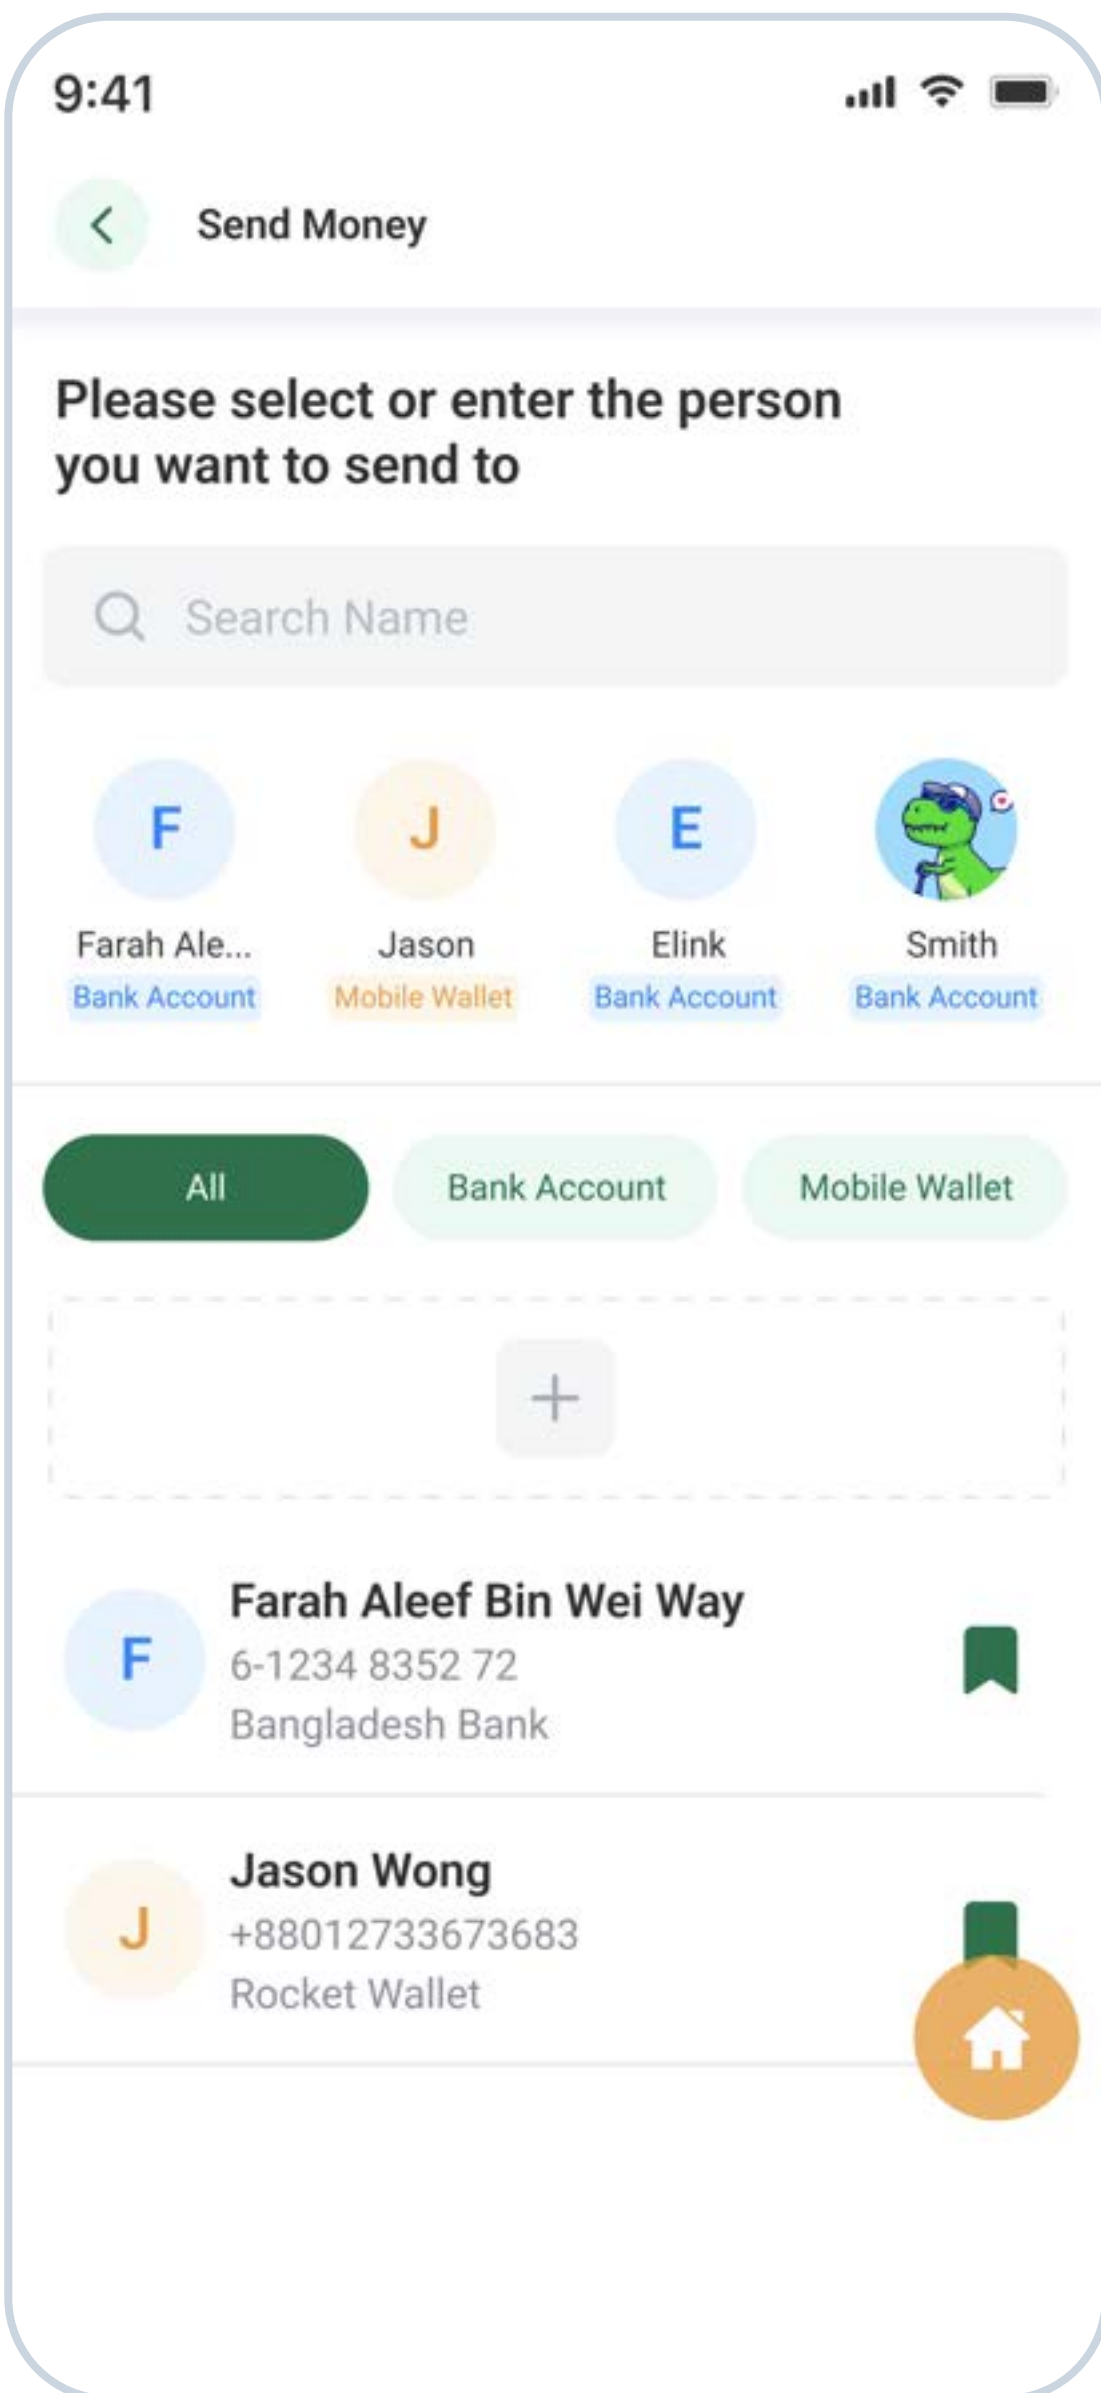 9:41
Send Money
Please select or enter the person
you want to send to
Search Name
F
J
E
Farah Ale...
Jason
Elink
Smith
Bank Account
Mobile Wallet
Bank Account
Bank Account
All
Bank Account
Mobile Wallet
F
Farah Aleef Bin Wei Way
6-1234 8352 72
Bangladesh Bank
J
Jason Wong
+88012733673683
Rocket Wallet